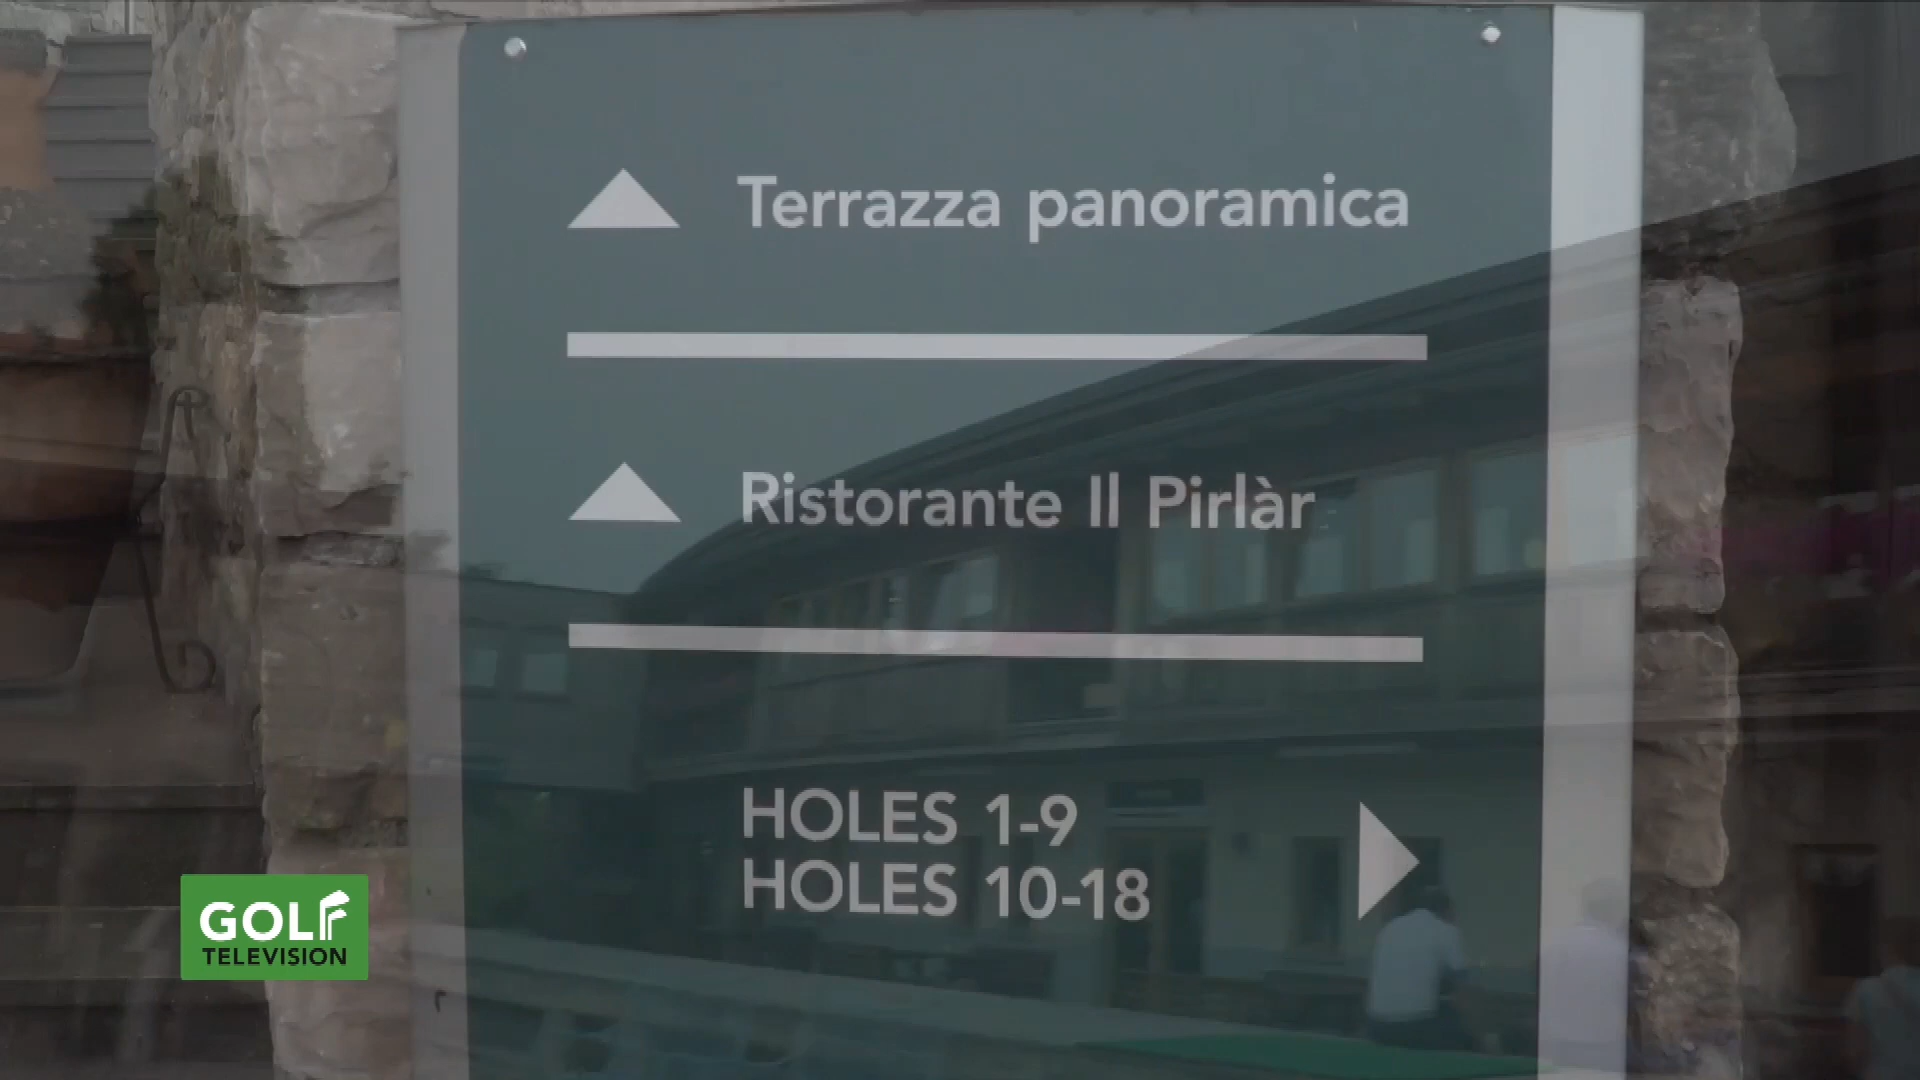 Terrazza panoramica
Ristorante Il Pirlàr
HOLES 1-9
HOLES 10-18
GOLF
TELEVISION